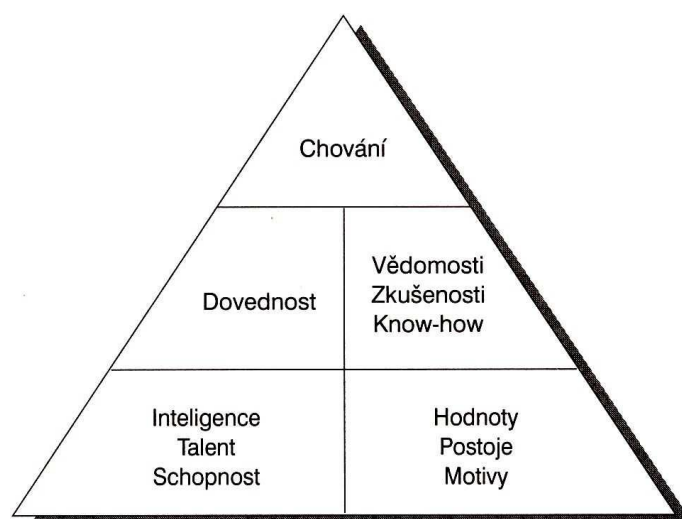 Chování
Dovednost
Vědomosti
Zkušenosti
Know-how
Inteligence
Talent
Schopnost
Hodnoty
Postoje
Motivy